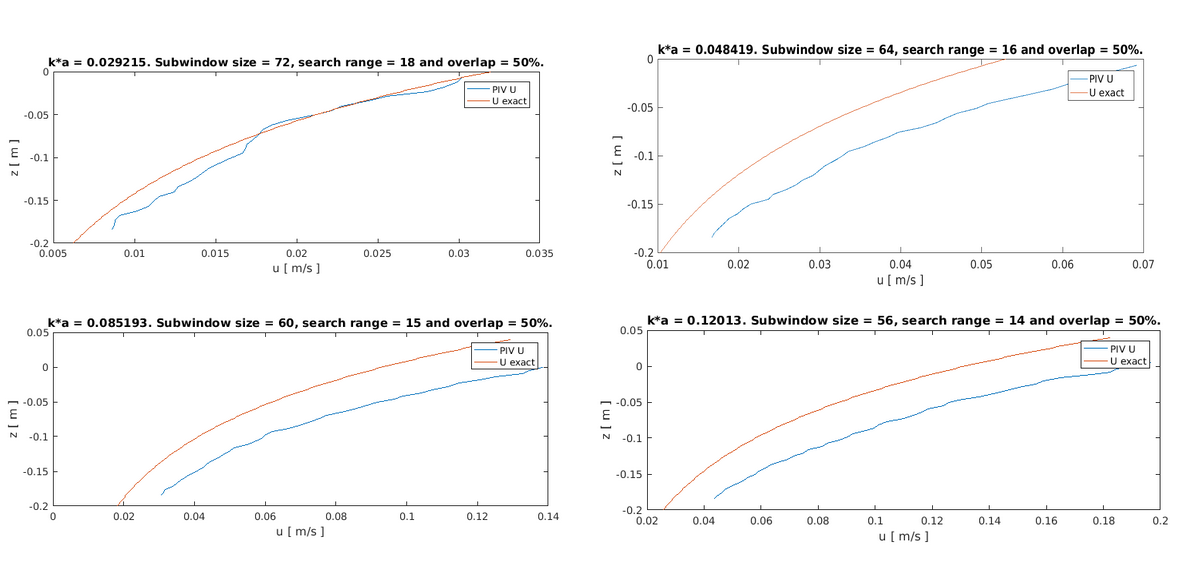 k*a = 0.029215. Subwindow size = 72, search range = 18 and overlap = 50%.
0
-0.05
-0.1
-0.15
-0.2
z [ m ]
0.005
0.01
0.015
0.02
0.025
0.03
0.035
u [ m/s ]
PIV U
U exact
k*a = 0.048419. Subwindow size = 64, search range = 16 and overlap = 50%.
0
-0.05
-0.1
-0.15
-0.2
z [ m ]
0.01
0.02
0.03
0.04
0.05
0.06
0.07
u [ m/s ]
PIV U
U exact
k*a = 0.085193. Subwindow size = 60, search range = 15 and overlap = 50%.
0.05
0
-0.05
-0.1
-0.15
-0.2
z [ m ]
0
0.02
0.04
0.06
0.08
0.1
0.12
0.14
u [ m/s ]
PIV U
U exact
k*a = 0.12013. Subwindow size = 56, search range = 14 and overlap = 50%.
0.05
0
-0.05
-0.1
-0.15
-0.2
z [ m ]
0.02
0.04
0.06
0.08
0.1
0.12
0.14
0.16
0.18
0.2
u [ m/s ]
PIV U
U exact